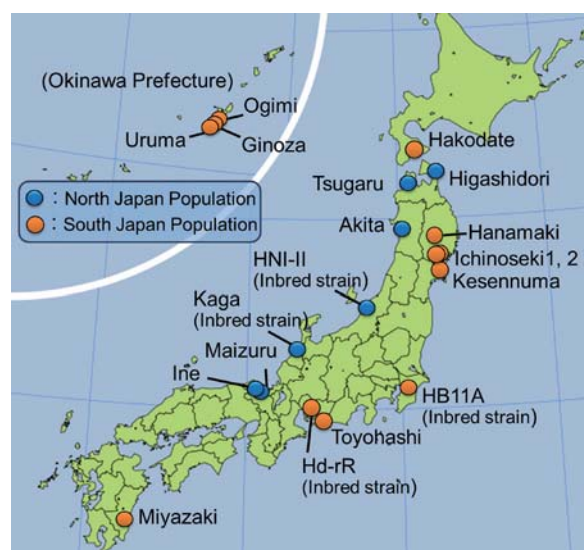 (Okinawa Prefecture)
Ogimi
Uruma
Ginoza
Hakodate
Tsugaru
Higashidori
: North Japan Population
: South Japan Population
Akita
Hanamaki
Ichinoseki1, 2
Kesennuma
HNI-II
(Inbred strain)
Kaga
(Inbred strain)
Maizuru
Ine
HB11A
(Inbred strain)
Toyohashi
Hd-rR
(Inbred strain)
Miyazaki